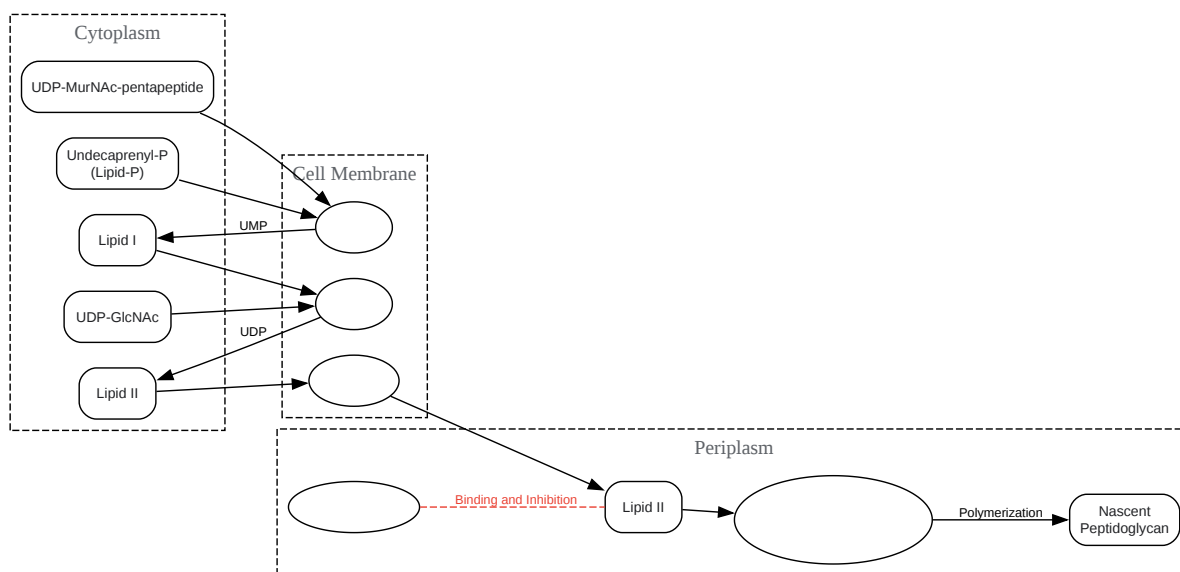 Cytoplasm
UDP-MurNAc-pentapeptide
Undecaprenyl-P
(Lipid-P)
Cell Membrane
UMP
Lipid I
UDP-GlcNAc
UDP
Lipid II
Periplasm
Binding and Inhibition
Lipid II
Polymerization
Nascent
Peptidoglycan